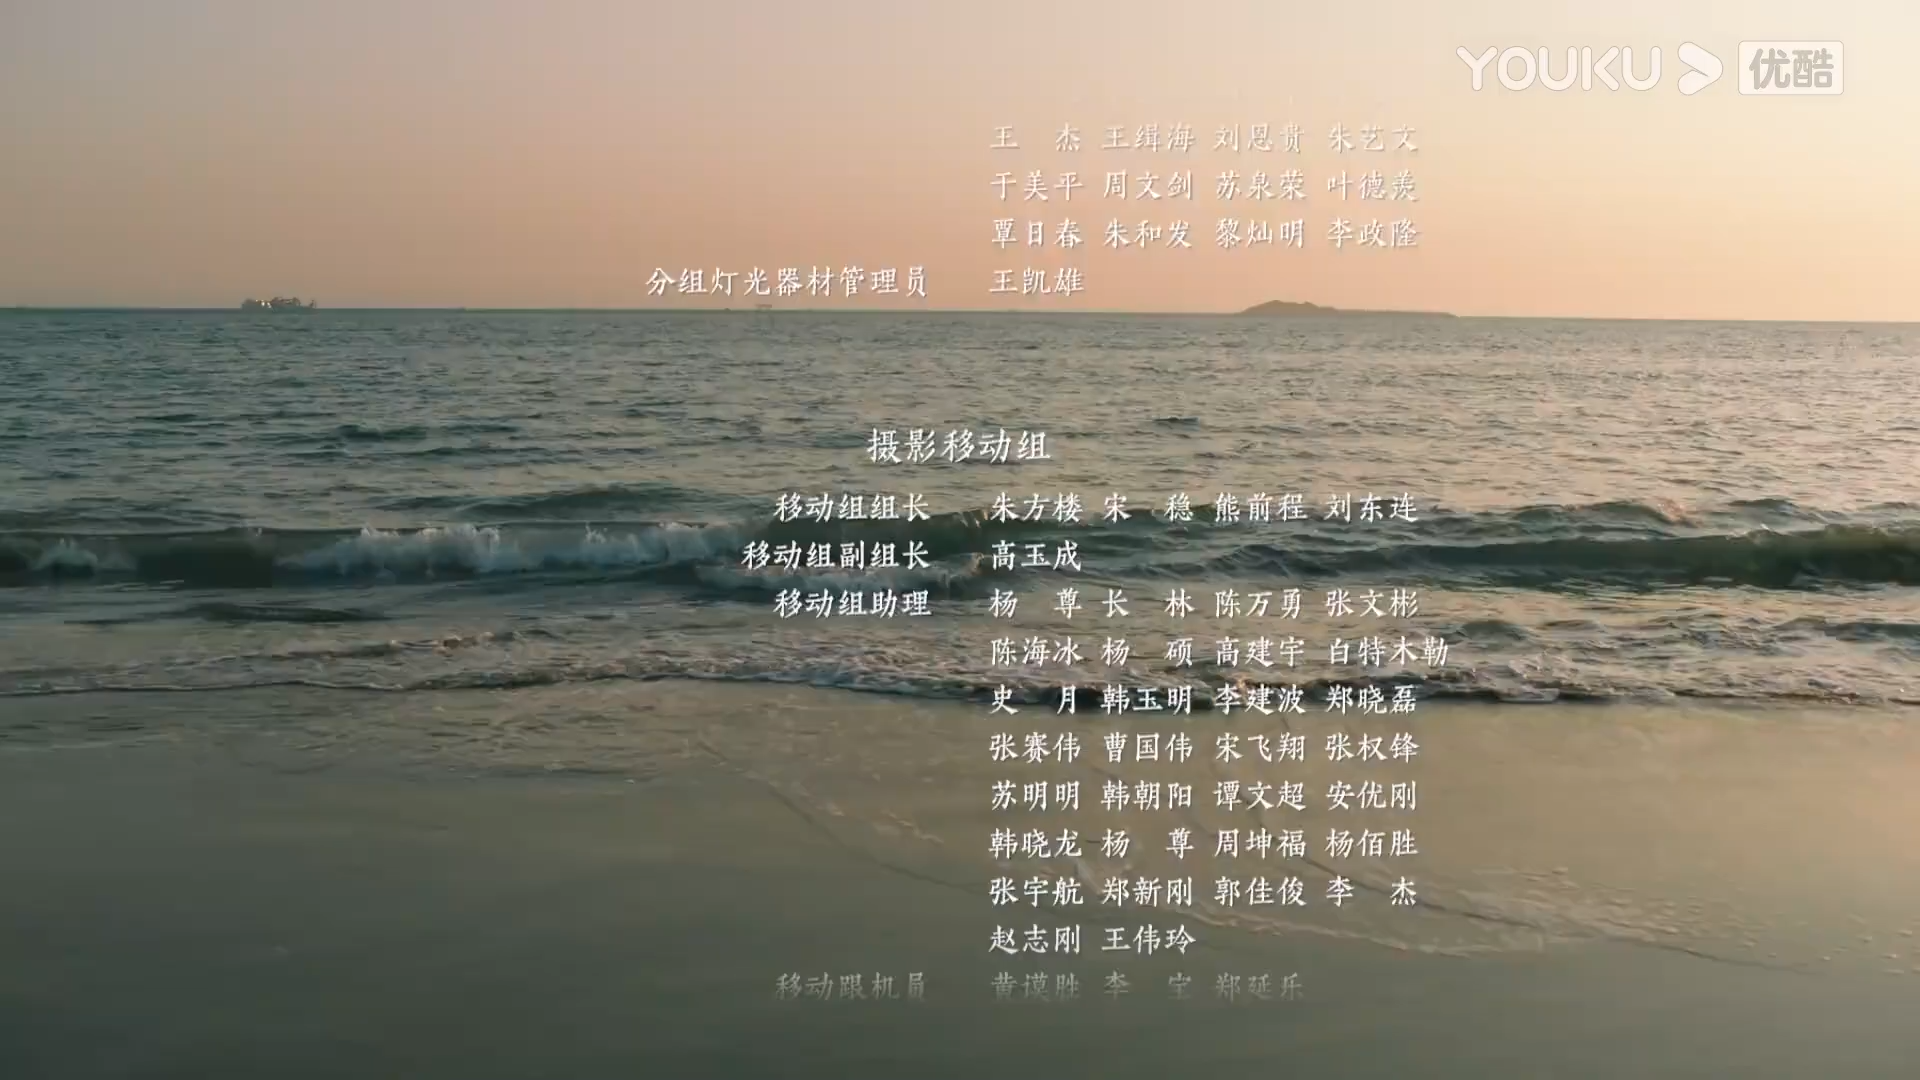 YOUKU 优酷
王 杰 王缉海 刘恩贵 朱艺文
于美平 周文剑 苏泉荣 叶德羡
覃日春 朱和发 黎灿明 李政隆
分组灯光器材管理员 王凯雄
摄影移动组
移动组组长 朱方楼 宋 稳 熊前程 刘东连
移动组副组长 高玉成
移动组助理 杨 尊 长 林 陈万勇 张文彬
陈海冰 杨 硕 高建宇 白特木勒
史 月 韩玉明 李建波 郑晓磊
张赛伟 曹国伟 宋飞翔 张权锋
苏明明 韩朝阳 谭文超 安优刚
韩晓龙 杨 尊 周坤福 杨佰胜
张宇航 郑新刚 郭佳俊 李 杰
赵志刚 王伟玲
移动跟机员 黄谟胜 李 宝 郑延乐